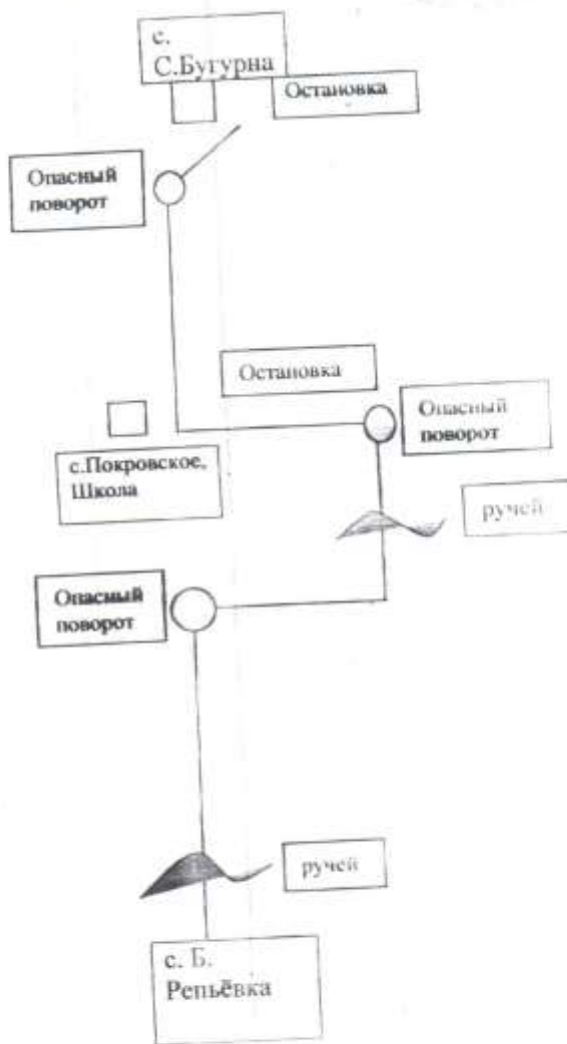 с.
С.Бугурна
Остановка
Опасный
поворот
Остановка
Опасный
поворот
с.Покровское,
Школа
ручей
Опасный
поворот
ручей
с. Б.
Репьёвка